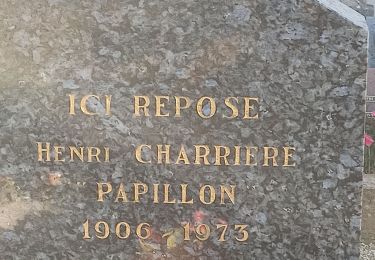 ICI REPOSE
HENRI CHARRIERE
"PAPILLON"
1906-1973